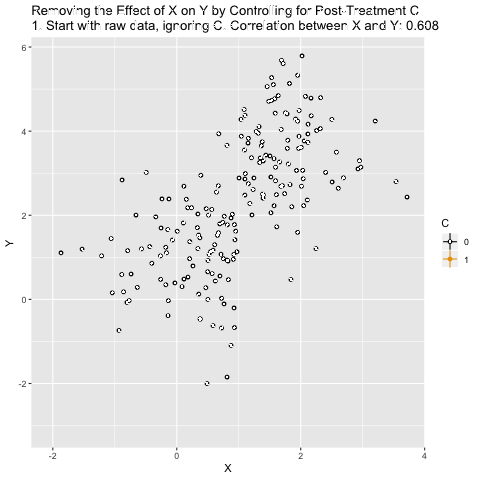 Removing the Effect of X on Y by Controlling for Post-Treatment C
1. Start with raw data, ignoring C. Correlation between X and Y: 0.608
6
4
2
0
-2
Y
-2
0
2
4
X
C
0
1